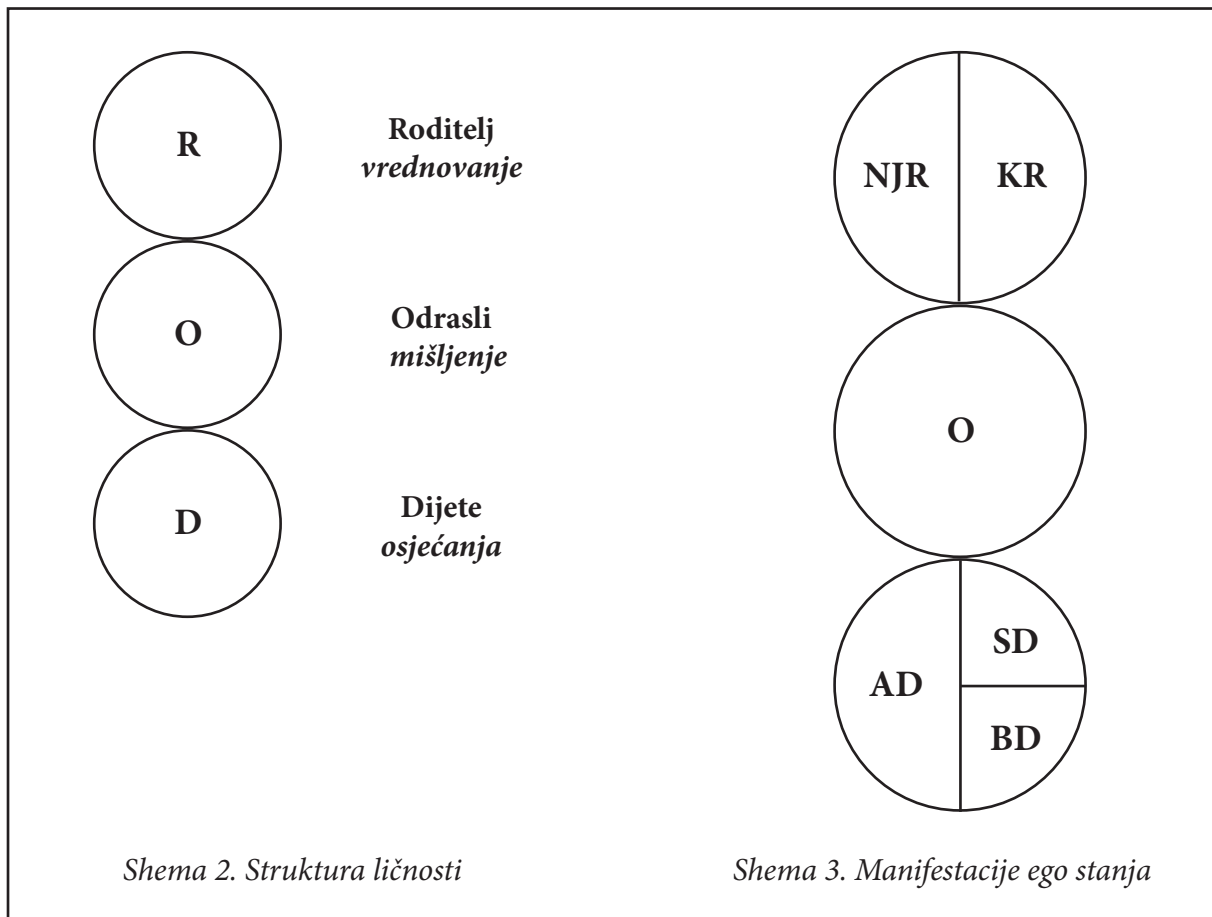 R
Roditelj
vrednovanje
O
Odrasli
mišljenje
D
Dijete
osjećanja
Shema 2. Struktura ličnosti
NJR KR
O
AD
SD
BD
Shema 3. Manifestacije ego stanja